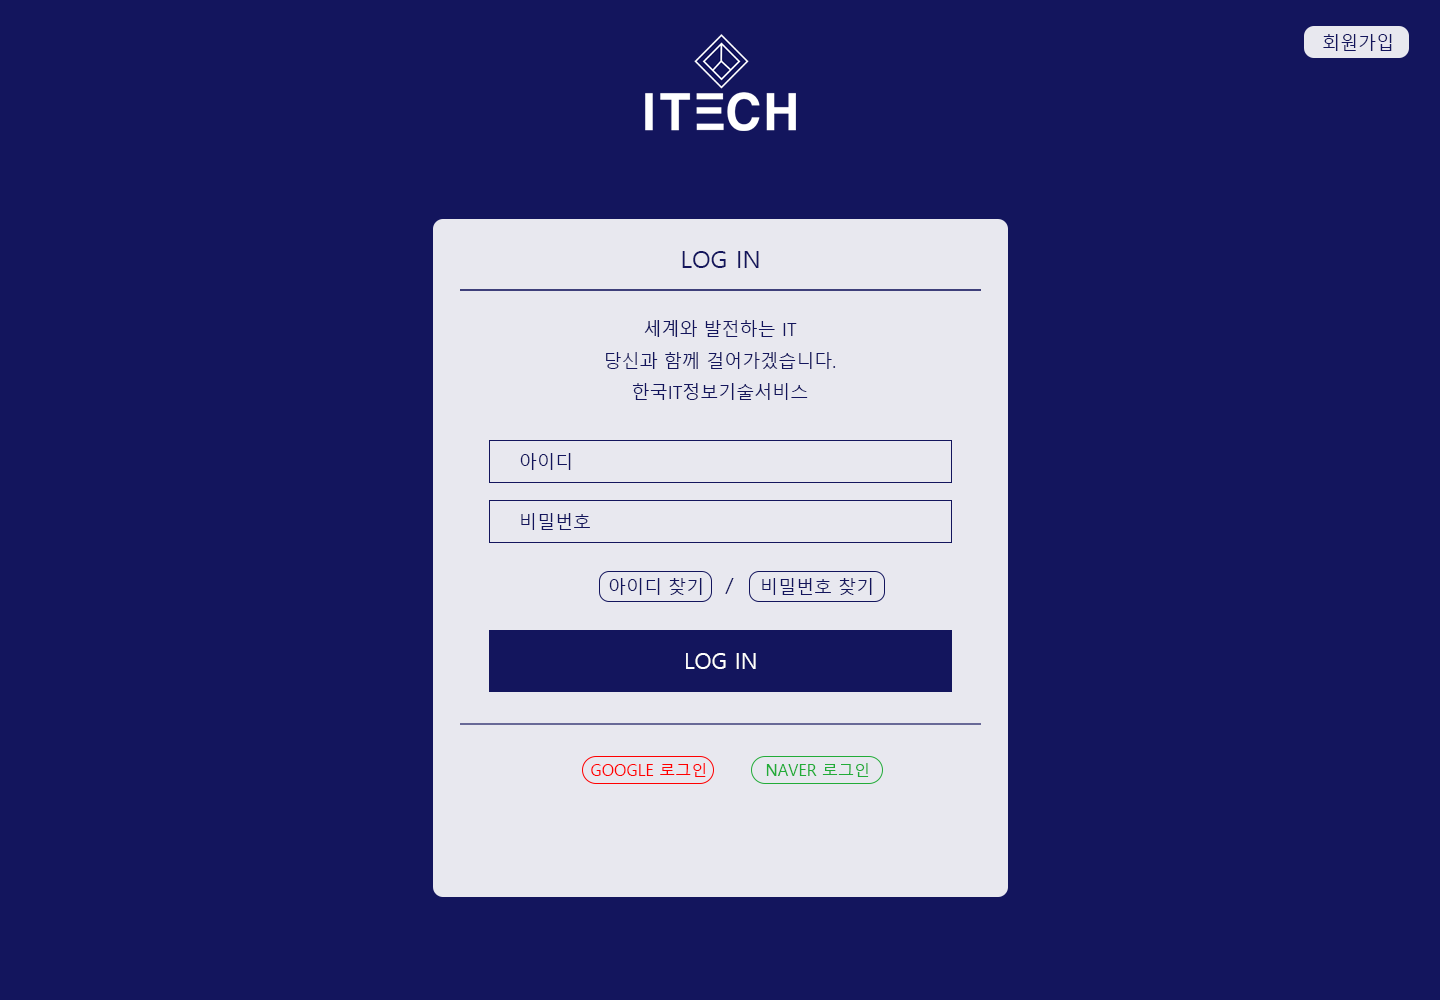 회원가입
ITECH
LOG IN
세계와 발전하는 IT
당신과 함께 걸어가겠습니다.
한국IT정보기술서비스
아이디
비밀번호
아이디 찾기 / 비밀번호 찾기
LOG IN
GOOGLE 로그인 NAVER 로그인